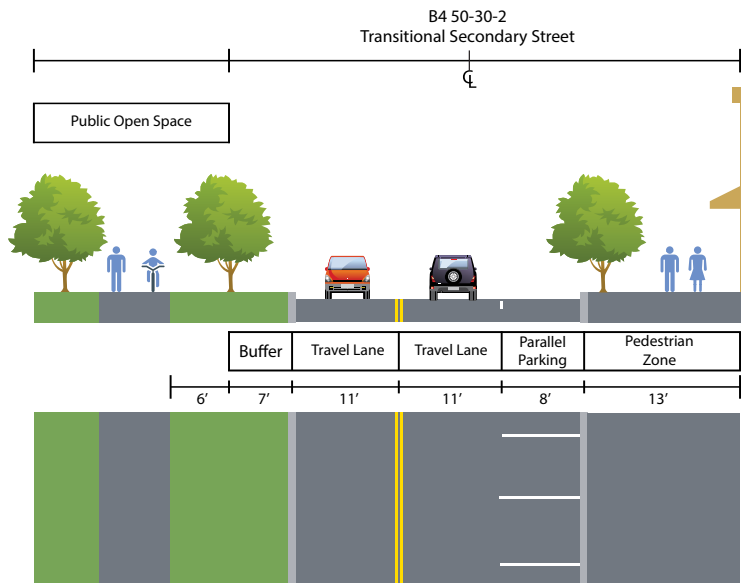 B4 50-30-2
Transitional Secondary Street
℄
Public Open Space
Buffer
Travel Lane
Travel Lane
Parallel
Parking
Pedestrian
Zone
6’
7’
11’
11’
8’
13’